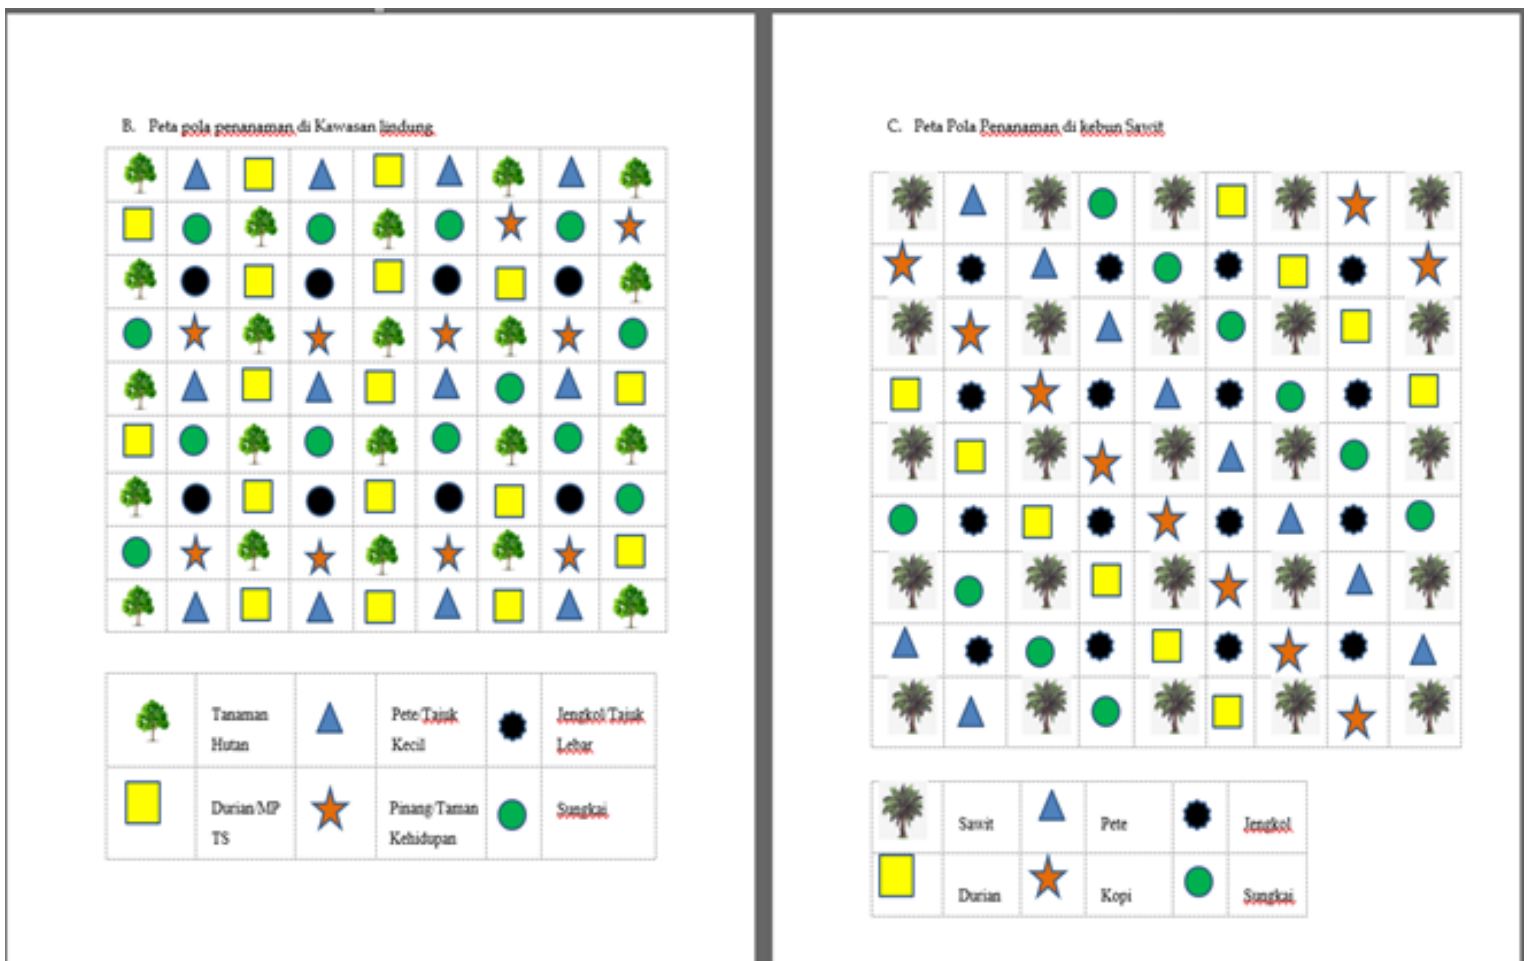 B. Peta pola penanaman di Kawasan lindung
Tanaman
Hutan
Pete/Tajuk
Kecil
Jengkol/Tajuk
Lebar
Durian/MP
TS
Pinang/Taman
Kehidupan
Sungkai
C. Peta Pola Penanaman di kebun Sawit
Sawit
Pete
Jengkol
Durian
Kopi
Sungkai